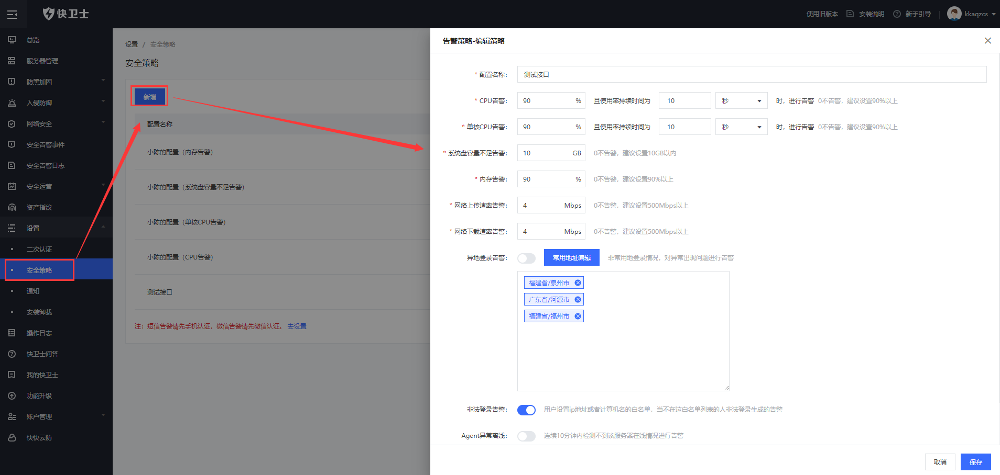 快卫士
使用旧版本
安装说明
新手引导
kkaqzcs
总览
服务器管理
防黑加固
入侵防御
网络安全
安全告警事件
安全告警日志
安全运营
资产指纹
设置
二次认证
安全策略
通知
安装卸载
操作日志
快卫士问答
我的快卫士
功能升级
账户管理
快快云防
设置 / 安全策略
安全策略
新增
配置名称
小陈的配置（内存告警）
小陈的配置（系统盘容量不足告警）
小陈的配置（单核CPU告警）
小陈的配置（CPU告警）
测试接口
注：短信告警请先手机认证，微信告警请先微信认证。 去设置
告警策略-编辑策略
* 配置名称： 测试接口
* CPU告警： 90 % 且使用率持续时间为 10 秒 时，进行告警 0不告警，建议设置90%以上
* 单核CPU告警： 90 % 且使用率持续时间为 10 秒 时，进行告警 0不告警，建议设置90%以上
* 系统盘容量不足告警： 10 GB 0不告警，建议设置10GB以内
* 内存告警： 90 % 0不告警，建议设置90%以上
* 网络上传速率告警： 4 Mbps 0不告警，建议设置500Mbps以上
* 网络下载速率告警： 4 Mbps 0不告警，建议设置500Mbps以上
异地登录告警： 常用地址编辑 非常用地登录情况，对异常出现问题进行告警
福建省/泉州市
广东省/河源市
福建省/福州市
非法登录告警： 用户设置ip地址或者计算机名的白名单，当不在这白名单列表的人非法登录生成的告警
Agent异常离线： 连续10分钟内检测不到该服务器在线情况进行告警
取消
保存